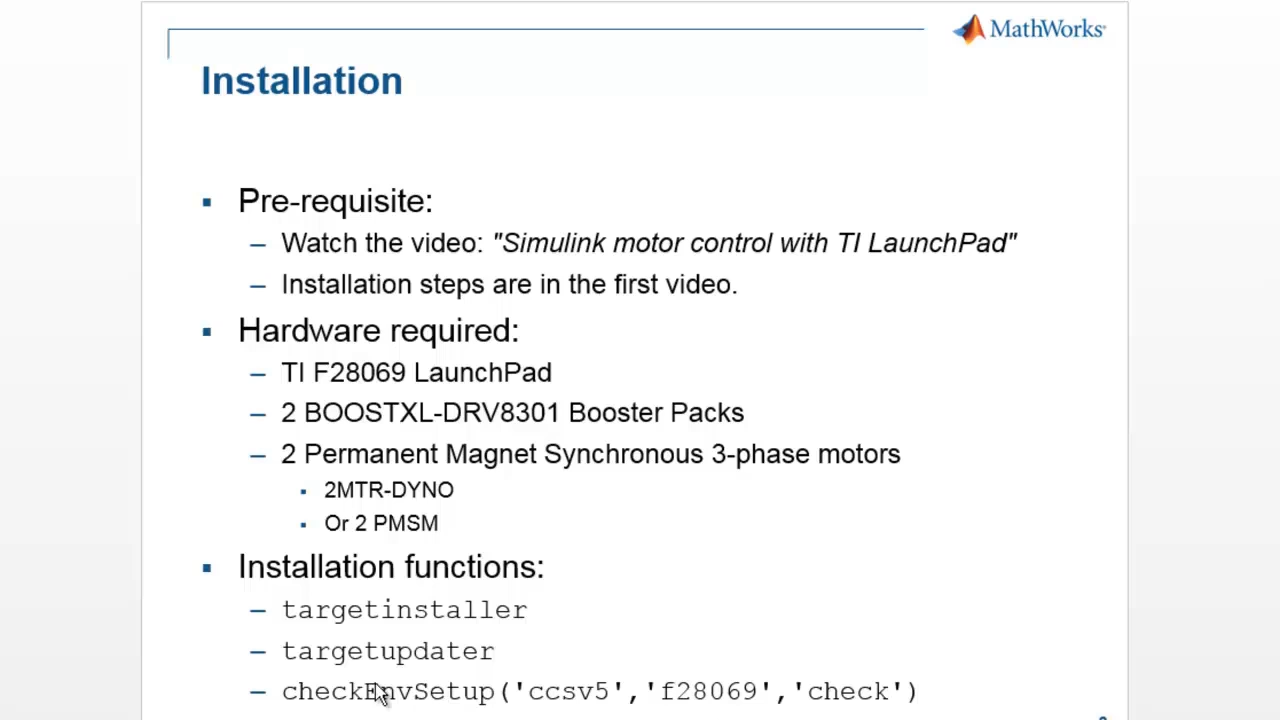 MathWorks®
Installation
Pre-requisite:
Watch the video: "Simulink motor control with TI LaunchPad"
Installation steps are in the first video.
Hardware required:
TI F28069 LaunchPad
2 BOOSTXL-DRV8301 Booster Packs
2 Permanent Magnet Synchronous 3-phase motors
2MTR-DYNO
Or 2 PMSM
Installation functions:
targetinstaller
targetupdater
checkEnvSetup('ccsv5','f28069','check')